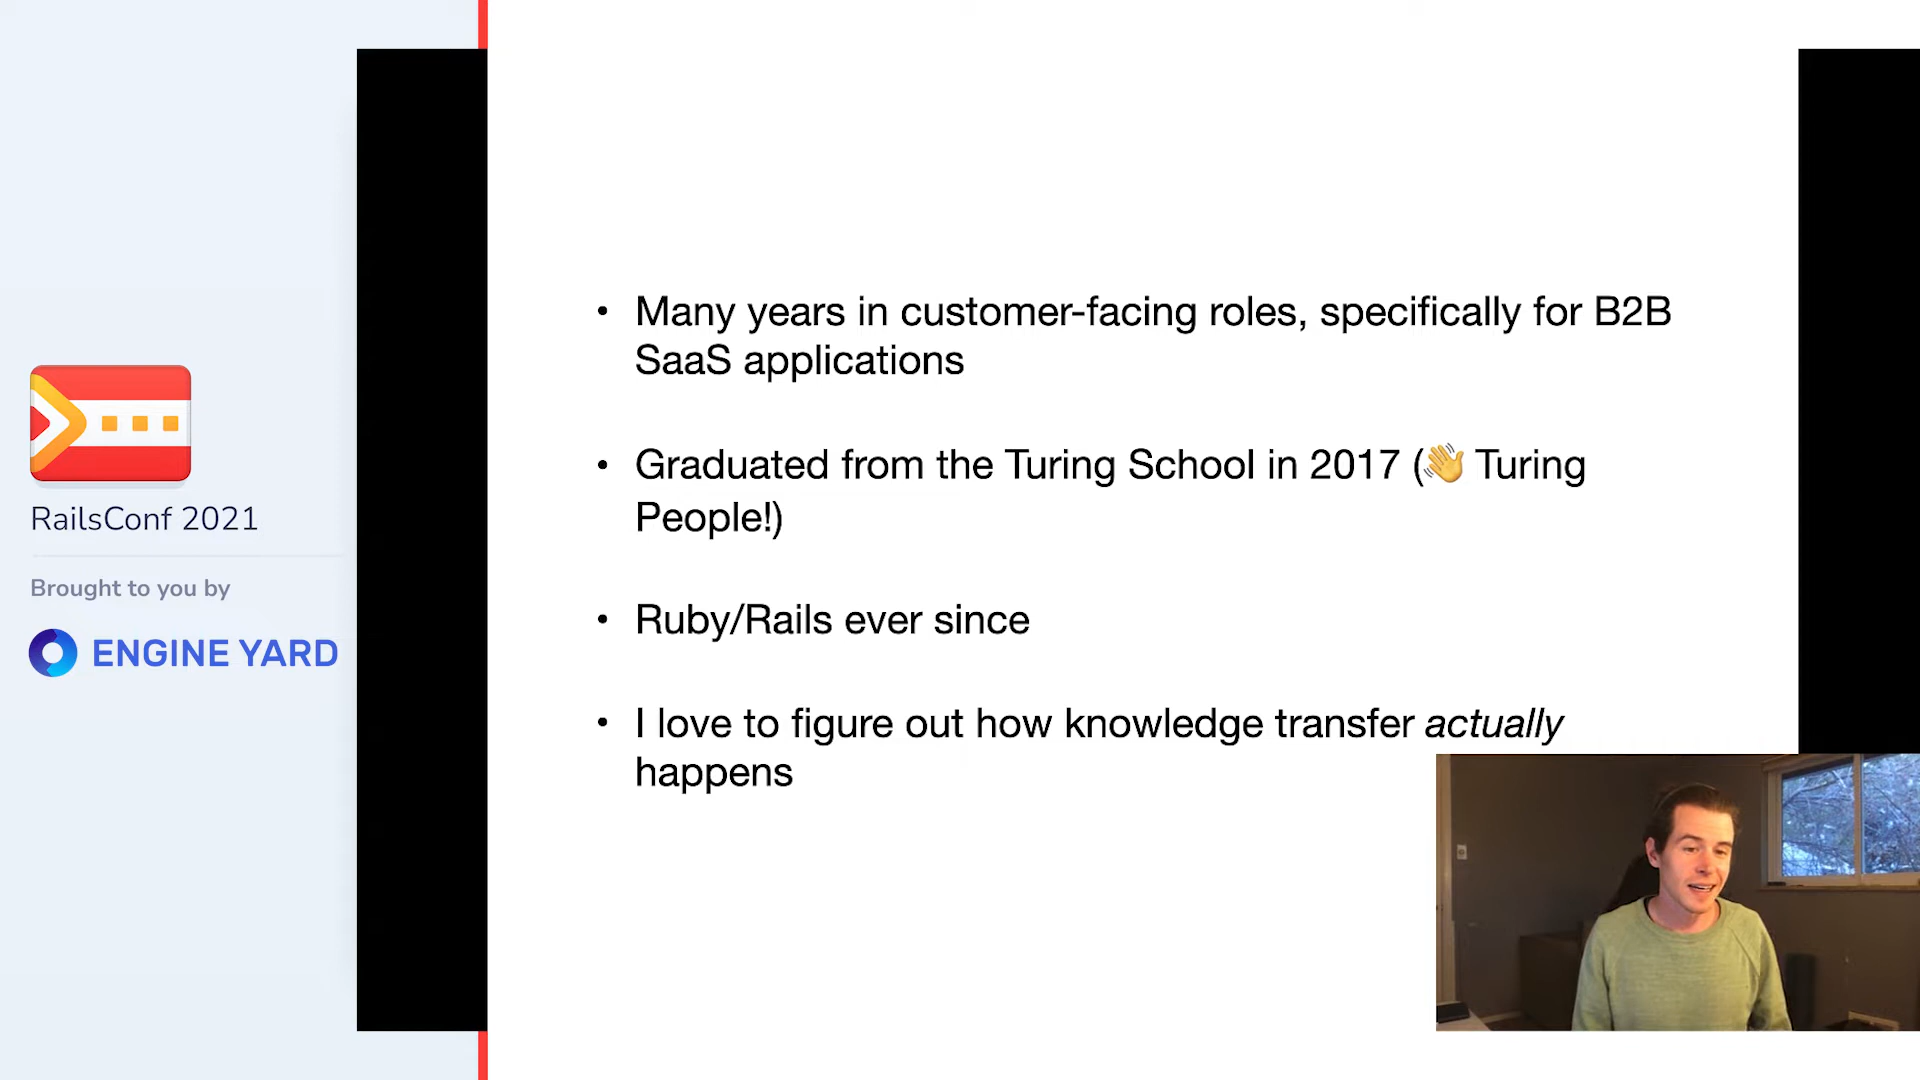 RailsConf 2021
Brought to you by
ENGINE YARD
• Many years in customer-facing roles, specifically for B2B
SaaS applications
• Graduated from the Turing School in 2017 (👋 Turing
People!)
• Ruby/Rails ever since
• I love to figure out how knowledge transfer actually
happens